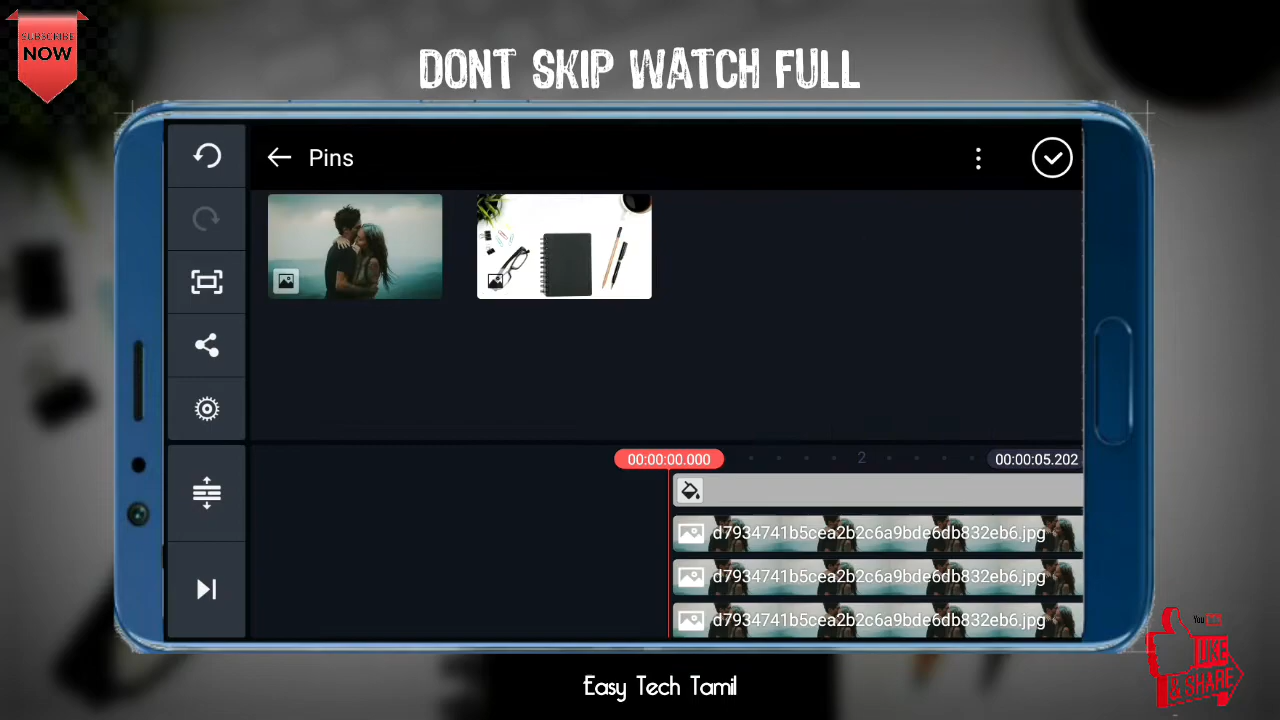 SUBSCRIBE
NOW
DONT SKIP WATCH FULL
Pins
00:00:00.000
2
00:00:05.202
d7934741b5cea2b2c6a9bde6db832eb6.jpg
d7934741b5cea2b2c6a9bde6db832eb6.jpg
d7934741b5cea2b2c6a9bde6db832eb6.jpg
You
LIKE
& SHARE
Easy Tech Tamil